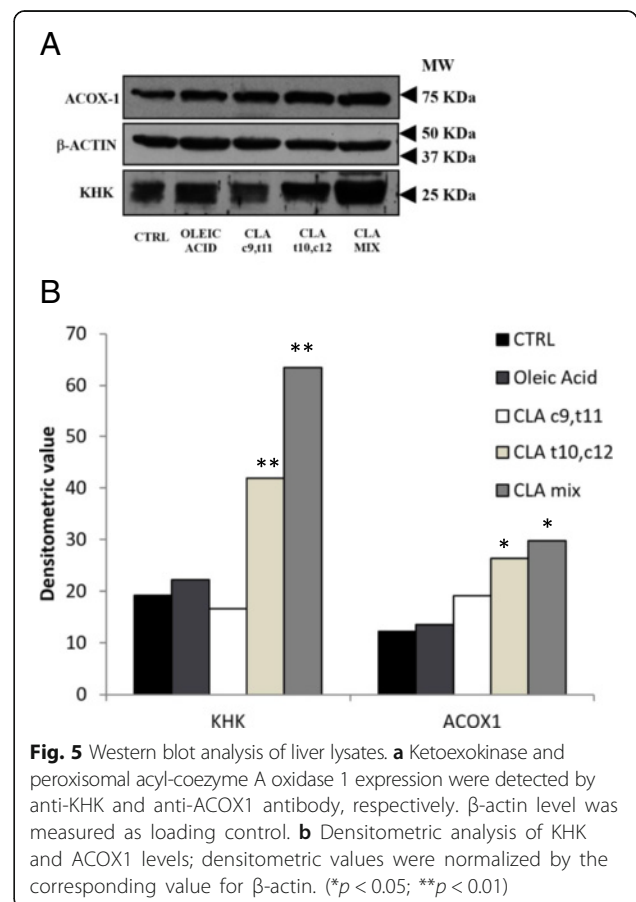 A
MW
ACOX-1
75 KDa
β-ACTIN
50 KDa
37 KDa
KHK
25 KDa
CTRL
OLEIC
ACID
CLA
c9,t11
CLA
t10,c12
CLA
MIX
B
70
60
50
40
30
20
10
0
Densitometric value
**
**
*
*
CTRL
Oleic Acid
CLA c9,t11
CLA t10,c12
CLA mix
KHK
ACOX1
Fig. 5 Western blot analysis of liver lysates. a Ketoexokinase and
peroxisomal acyl-coezyme A oxidase 1 expression were detected by
anti-KHK and anti-ACOX1 antibody, respectively. β-actin level was
measured as loading control. b Densitometric analysis of KHK
and ACOX1 levels; densitometric values were normalized by the
corresponding value for β-actin. (*p < 0.05; **p < 0.01)